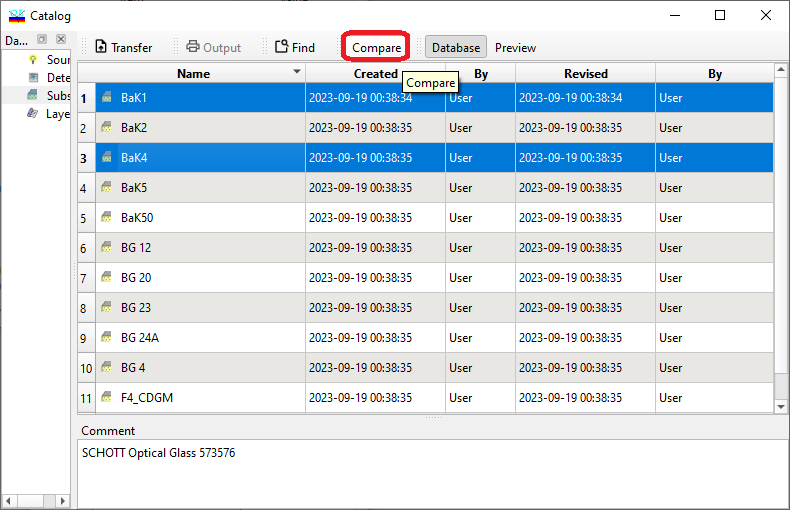 Catalog
Da...
Transfer Output Find Compare Database Preview
Sour
Dete
Subs
Laye
Name Created By Revised By
Compare
1 BaK1 2023-09-19 00:38:34 User 2023-09-19 00:38:34 User
2 BaK2 2023-09-19 00:38:35 User 2023-09-19 00:38:35 User
3 BaK4 2023-09-19 00:38:35 User 2023-09-19 00:38:35 User
4 BaK5 2023-09-19 00:38:35 User 2023-09-19 00:38:35 User
5 BaK50 2023-09-19 00:38:35 User 2023-09-19 00:38:35 User
6 BG 12 2023-09-19 00:38:35 User 2023-09-19 00:38:35 User
7 BG 20 2023-09-19 00:38:35 User 2023-09-19 00:38:35 User
8 BG 23 2023-09-19 00:38:35 User 2023-09-19 00:38:35 User
9 BG 24A 2023-09-19 00:38:35 User 2023-09-19 00:38:35 User
10 BG 4 2023-09-19 00:38:35 User 2023-09-19 00:38:35 User
11 F4_CDGM 2023-09-19 00:38:35 User 2023-09-19 00:38:35 User
Comment
SCHOTT Optical Glass 573576